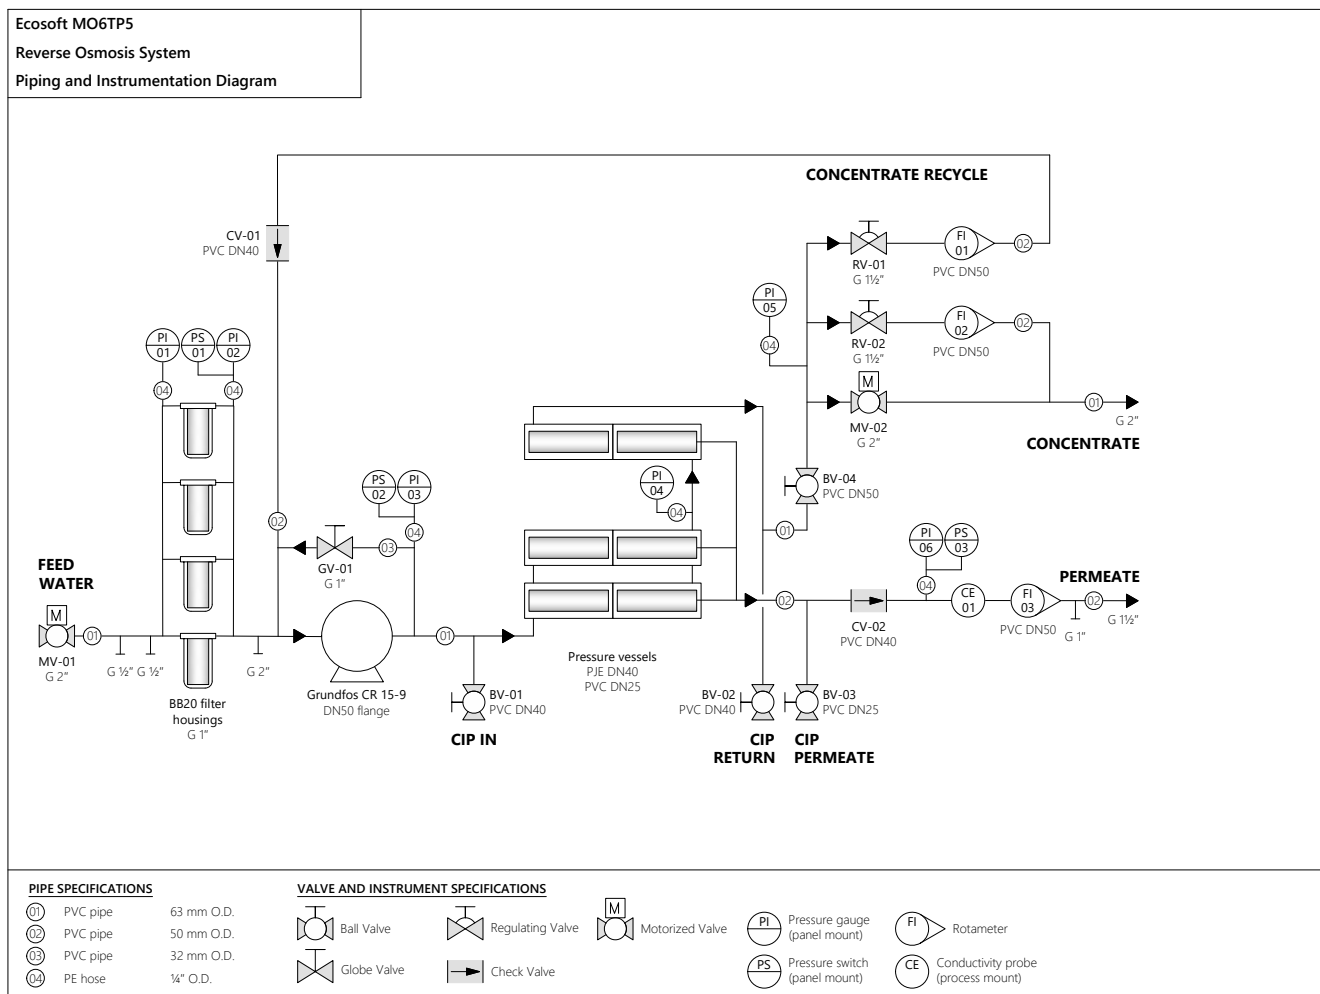 Ecosoft MO6TP5
Reverse Osmosis System
Piping and Instrumentation Diagram
CONCENTRATE RECYCLE
CV-01
PVC DN40
FI
01
02
RV-01
G 1½"
PVC DN50
PI
05
04
FI
02
02
RV-02
G 1½"
PVC DN50
M
MV-02
G 2"
01
G 2"
CONCENTRATE
PI
01
PS
01
PI
02
04
04
PS
02
PI
03
04
02
03
GV-01
G 1"
PI
04
04
BV-04
PVC DN50
01
PI
06
PS
03
04
PERMEATE
02
CE
01
FI
03
02
G 1½"
PVC DN50
G 1"
CV-02
PVC DN40
FEED
WATER
M
01
MV-01
G 2"
G ½"
G ½"
G 2"
BB20 filter
housings
G 1"
Grundfos CR 15-9
DN50 flange
01
BV-01
PVC DN40
CIP IN
Pressure vessels
PJE DN40
PVC DN25
BV-02
PVC DN40
CIP
RETURN
BV-03
PVC DN25
CIP
PERMEATE
PIPE SPECIFICATIONS
01 PVC pipe 63 mm O.D.
02 PVC pipe 50 mm O.D.
03 PVC pipe 32 mm O.D.
04 PE hose ¼" O.D.
VALVE AND INSTRUMENT SPECIFICATIONS
Ball Valve
Globe Valve
Regulating Valve
Check Valve
M
Motorized Valve
PI
Pressure gauge
(panel mount)
PS
Pressure switch
(panel mount)
FI
Rotameter
CE
Conductivity probe
(process mount)